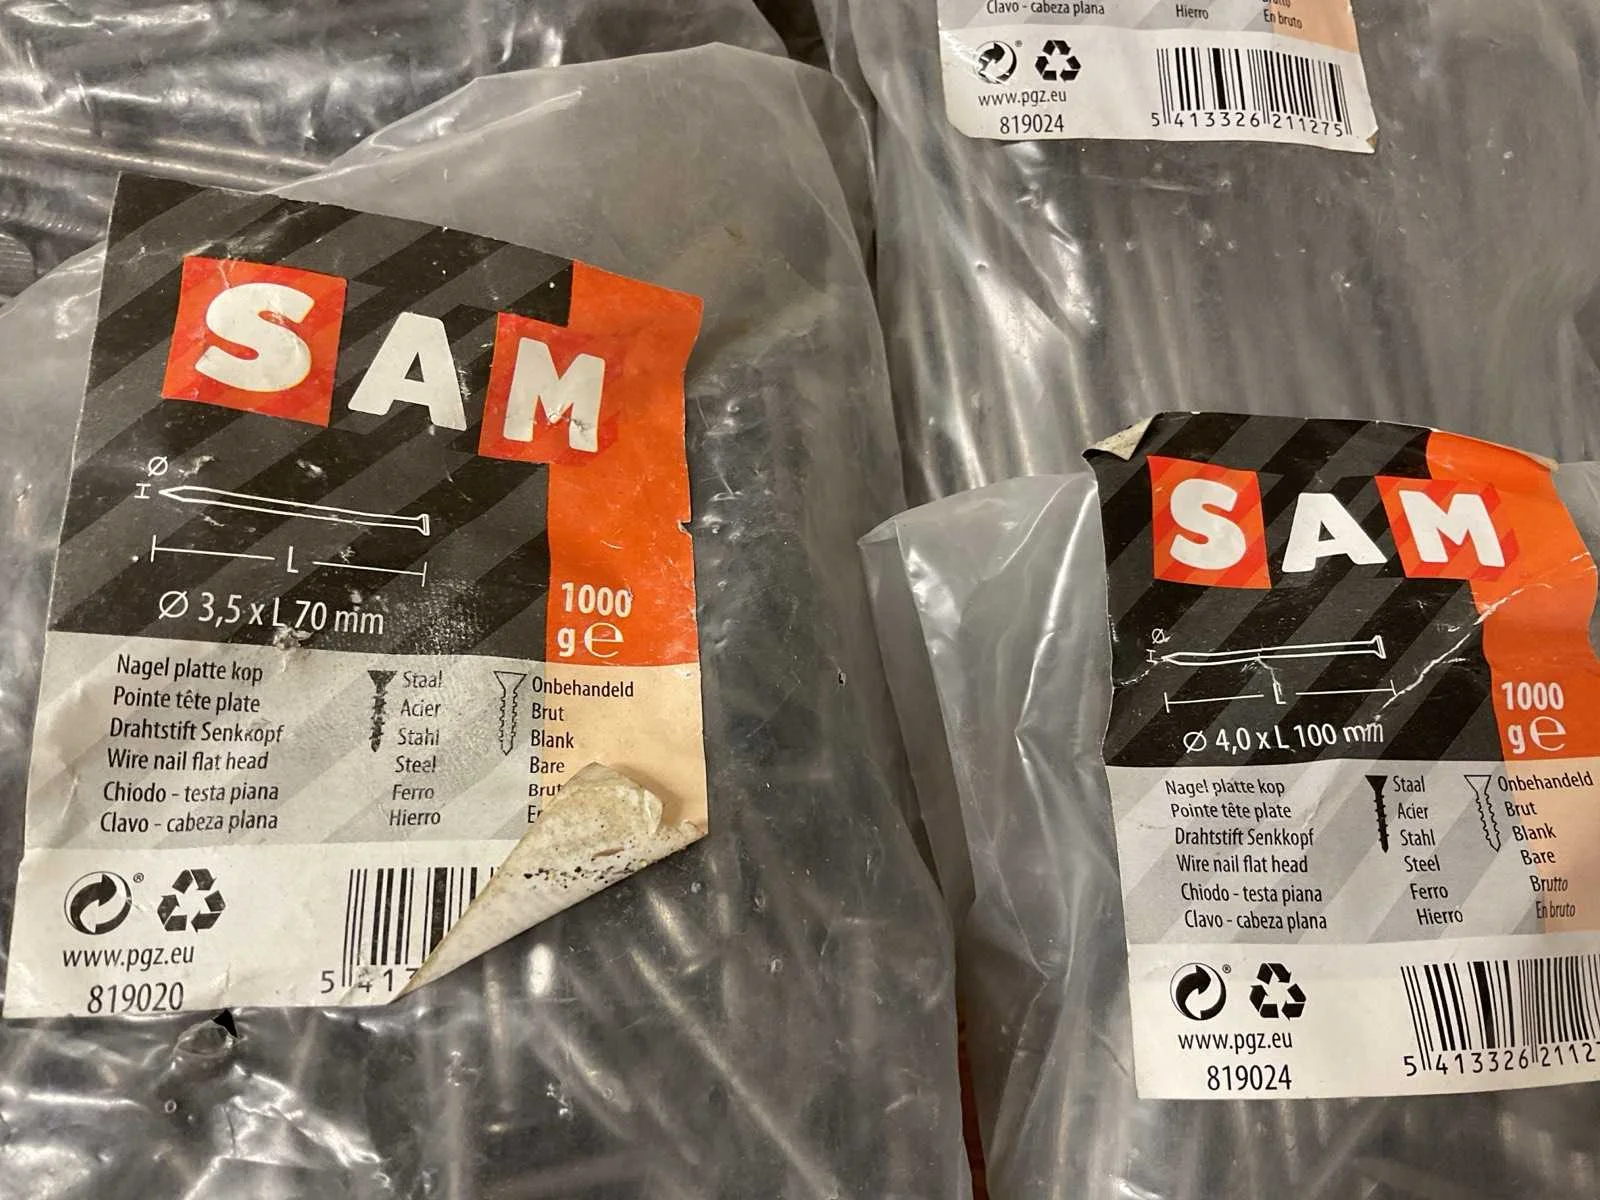 Clavo - cabeza plana Hierro En bruto
www.pgz.eu
819024
5 413326 211275
SAM
Ø
L
Ø 3,5 x L 70 mm
1000
g e
Nagel platte kop Staal Onbehandeld
Pointe tête plate Acier Brut
Drahtstift Senkkopf Stahl Blank
Wire nail flat head Steel Bare
Chiodo - testa piana Ferro
Clavo - cabeza plana Hierro
www.pgz.eu
819020
5 41
SAM
Ø
L
Ø 4,0 x L 100 mm
1000
g e
Nagel platte kop Staal Onbehandeld
Pointe tête plate Acier Brut
Drahtstift Senkkopf Stahl Blank
Wire nail flat head Steel Bare
Chiodo - testa piana Ferro Brutto
Clavo - cabeza plana Hierro En bruto
www.pgz.eu
819024
5 413326 2112